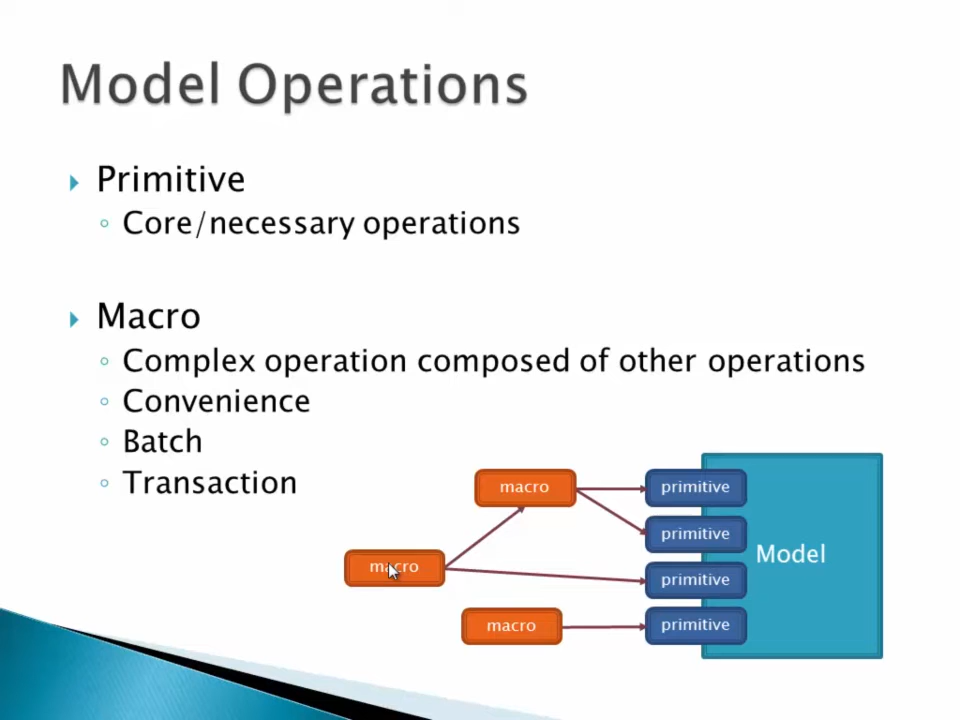 Model Operations
Primitive
Core/necessary operations
Macro
Complex operation composed of other operations
Convenience
Batch
Transaction
macro
primitive
primitive
Model
macro
primitive
macro
primitive